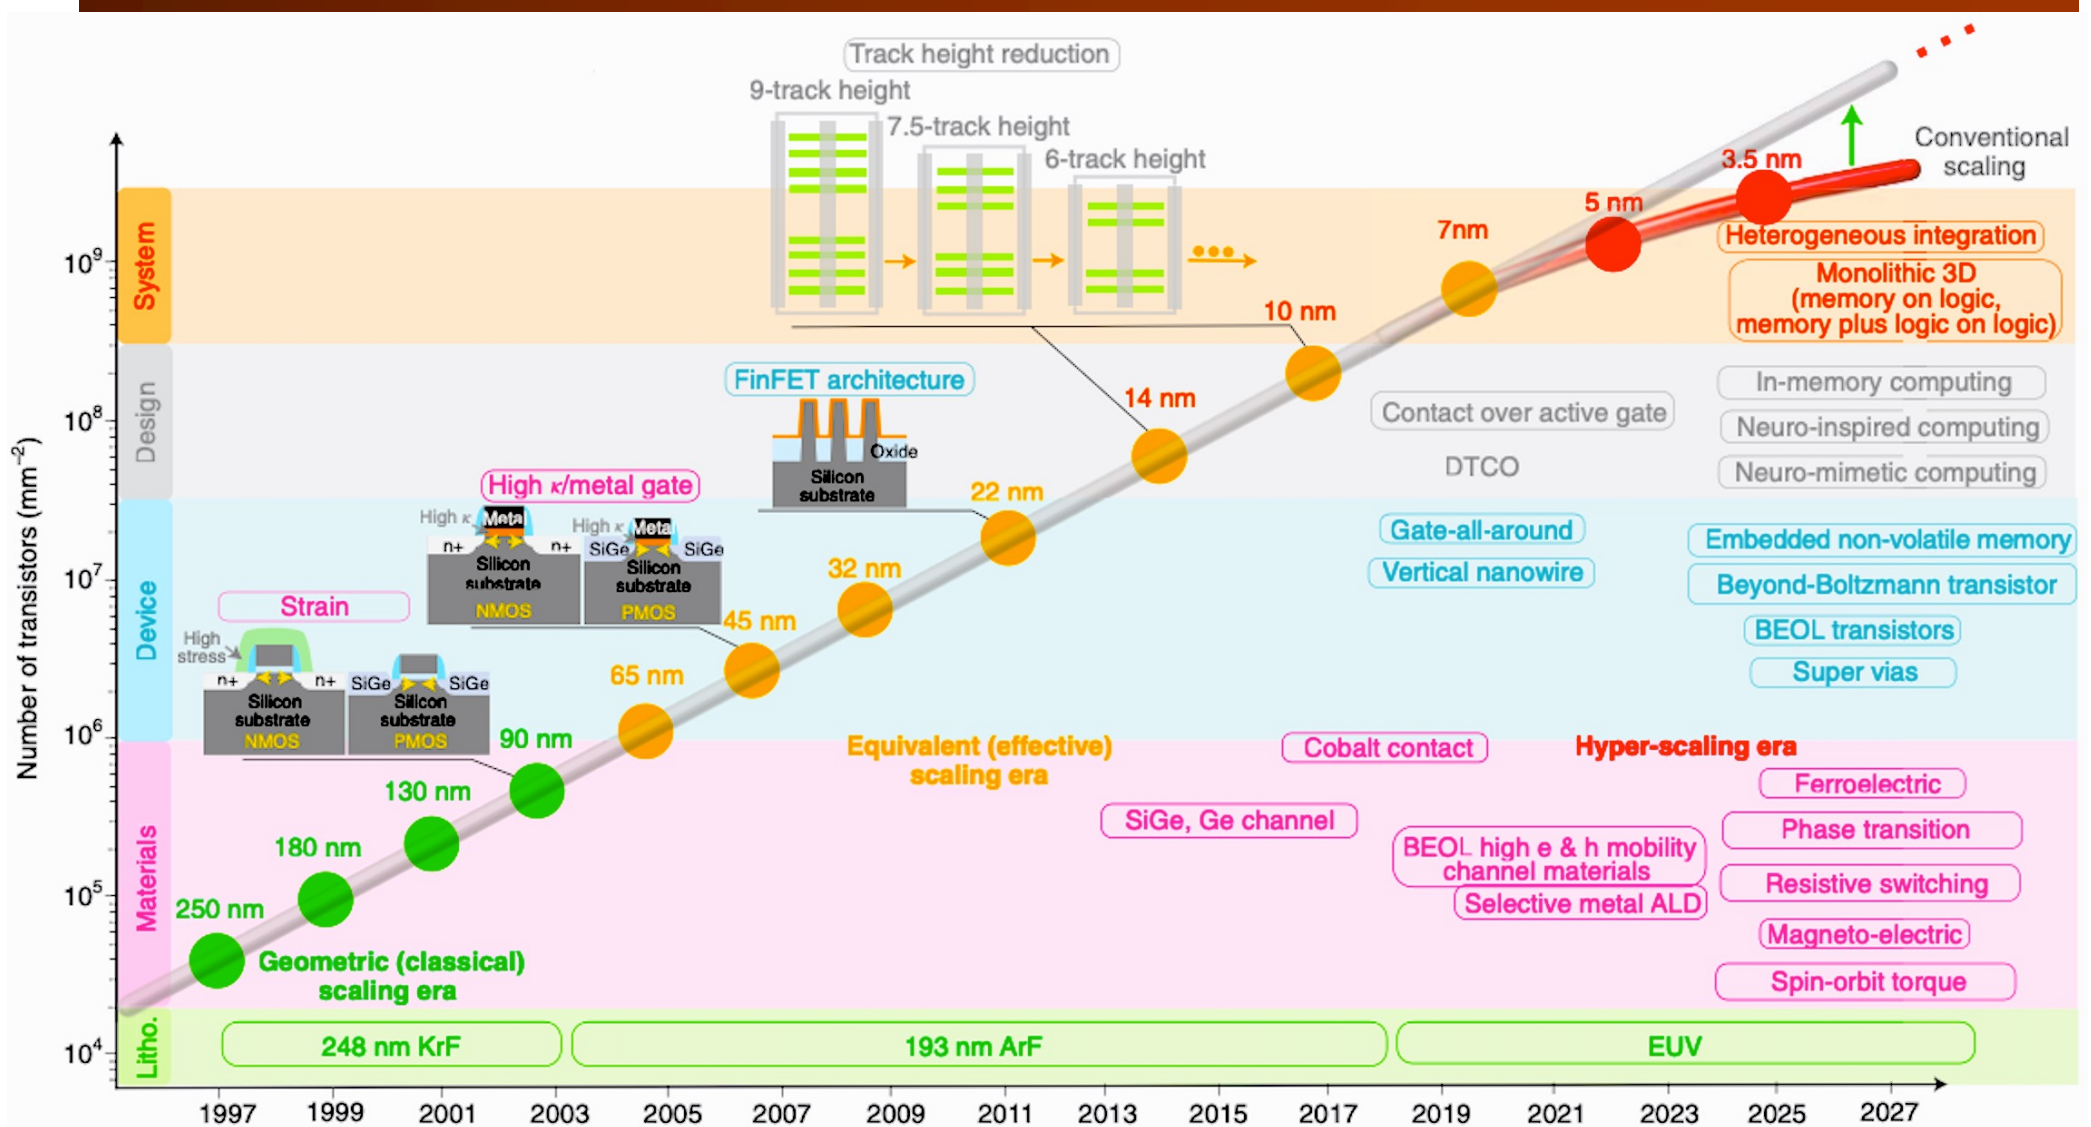 Track height reduction
9-track height
7.5-track height
6-track height
Conventional
scaling
3.5 nm
5 nm
7nm
10 nm
14 nm
22 nm
32 nm
45 nm
65 nm
90 nm
130 nm
180 nm
250 nm
System
Design
Device
Materials
Litho.
Number of transistors (mm⁻²)
10⁹
10⁸
10⁷
10⁶
10⁵
10⁴
Heterogeneous integration
Monolithic 3D
(memory on logic,
memory plus logic on logic)
FinFET architecture
Oxide
Silicon
substrate
Contact over active gate
DTCO
In-memory computing
Neuro-inspired computing
Neuro-mimetic computing
High κ/metal gate
High κ
Metal
n+
n+
Silicon
substrate
NMOS
High κ
Metal
SiGe
SiGe
Silicon
substrate
PMOS
Gate-all-around
Vertical nanowire
Embedded non-volatile memory
Beyond-Boltzmann transistor
BEOL transistors
Super vias
Strain
High
stress
n+
n+
Silicon
substrate
NMOS
SiGe
SiGe
Silicon
substrate
PMOS
Equivalent (effective)
scaling era
Cobalt contact
Hyper-scaling era
SiGe, Ge channel
BEOL high e & h mobility
channel materials
Selective metal ALD
Ferroelectric
Phase transition
Resistive switching
Magneto-electric
Spin-orbit torque
Geometric (classical)
scaling era
248 nm KrF
193 nm ArF
EUV
1997
1999
2001
2003
2005
2007
2009
2011
2013
2015
2017
2019
2021
2023
2025
2027